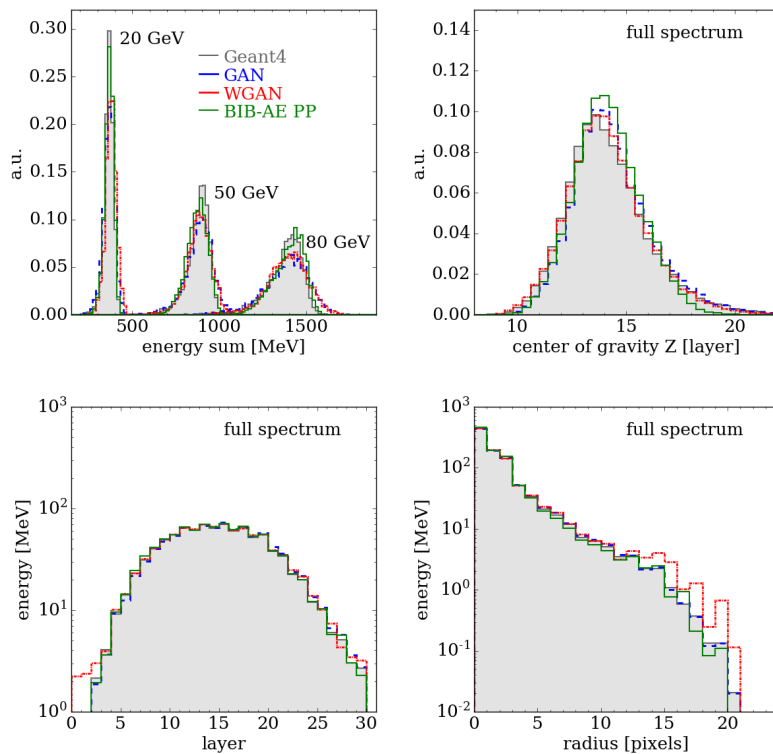 20 GeV
Geant4
GAN
WGAN
BIB-AE PP
50 GeV
80 GeV
a.u.
0.30
0.25
0.20
0.15
0.10
0.05
0.00
500
1000
1500
energy sum [MeV]
full spectrum
a.u.
0.14
0.12
0.10
0.08
0.06
0.04
0.02
0.00
10
15
20
center of gravity Z [layer]
full spectrum
energy [MeV]
10³
10²
10¹
10⁰
0
5
10
15
20
25
30
layer
full spectrum
energy [MeV]
10³
10²
10¹
10⁰
10⁻¹
10⁻²
0
5
10
15
20
radius [pixels]